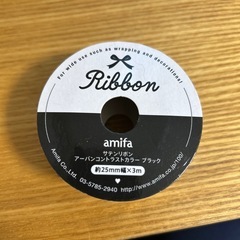 For wide use such as wrapping and decorations!
Ribbon
amifa
サテンリボン
アーバンコントラストカラー ブラック
約25mm幅×3m
Amifa Co.,Ltd. 03-5785-2940 http://www.amifa.co.jp/100/